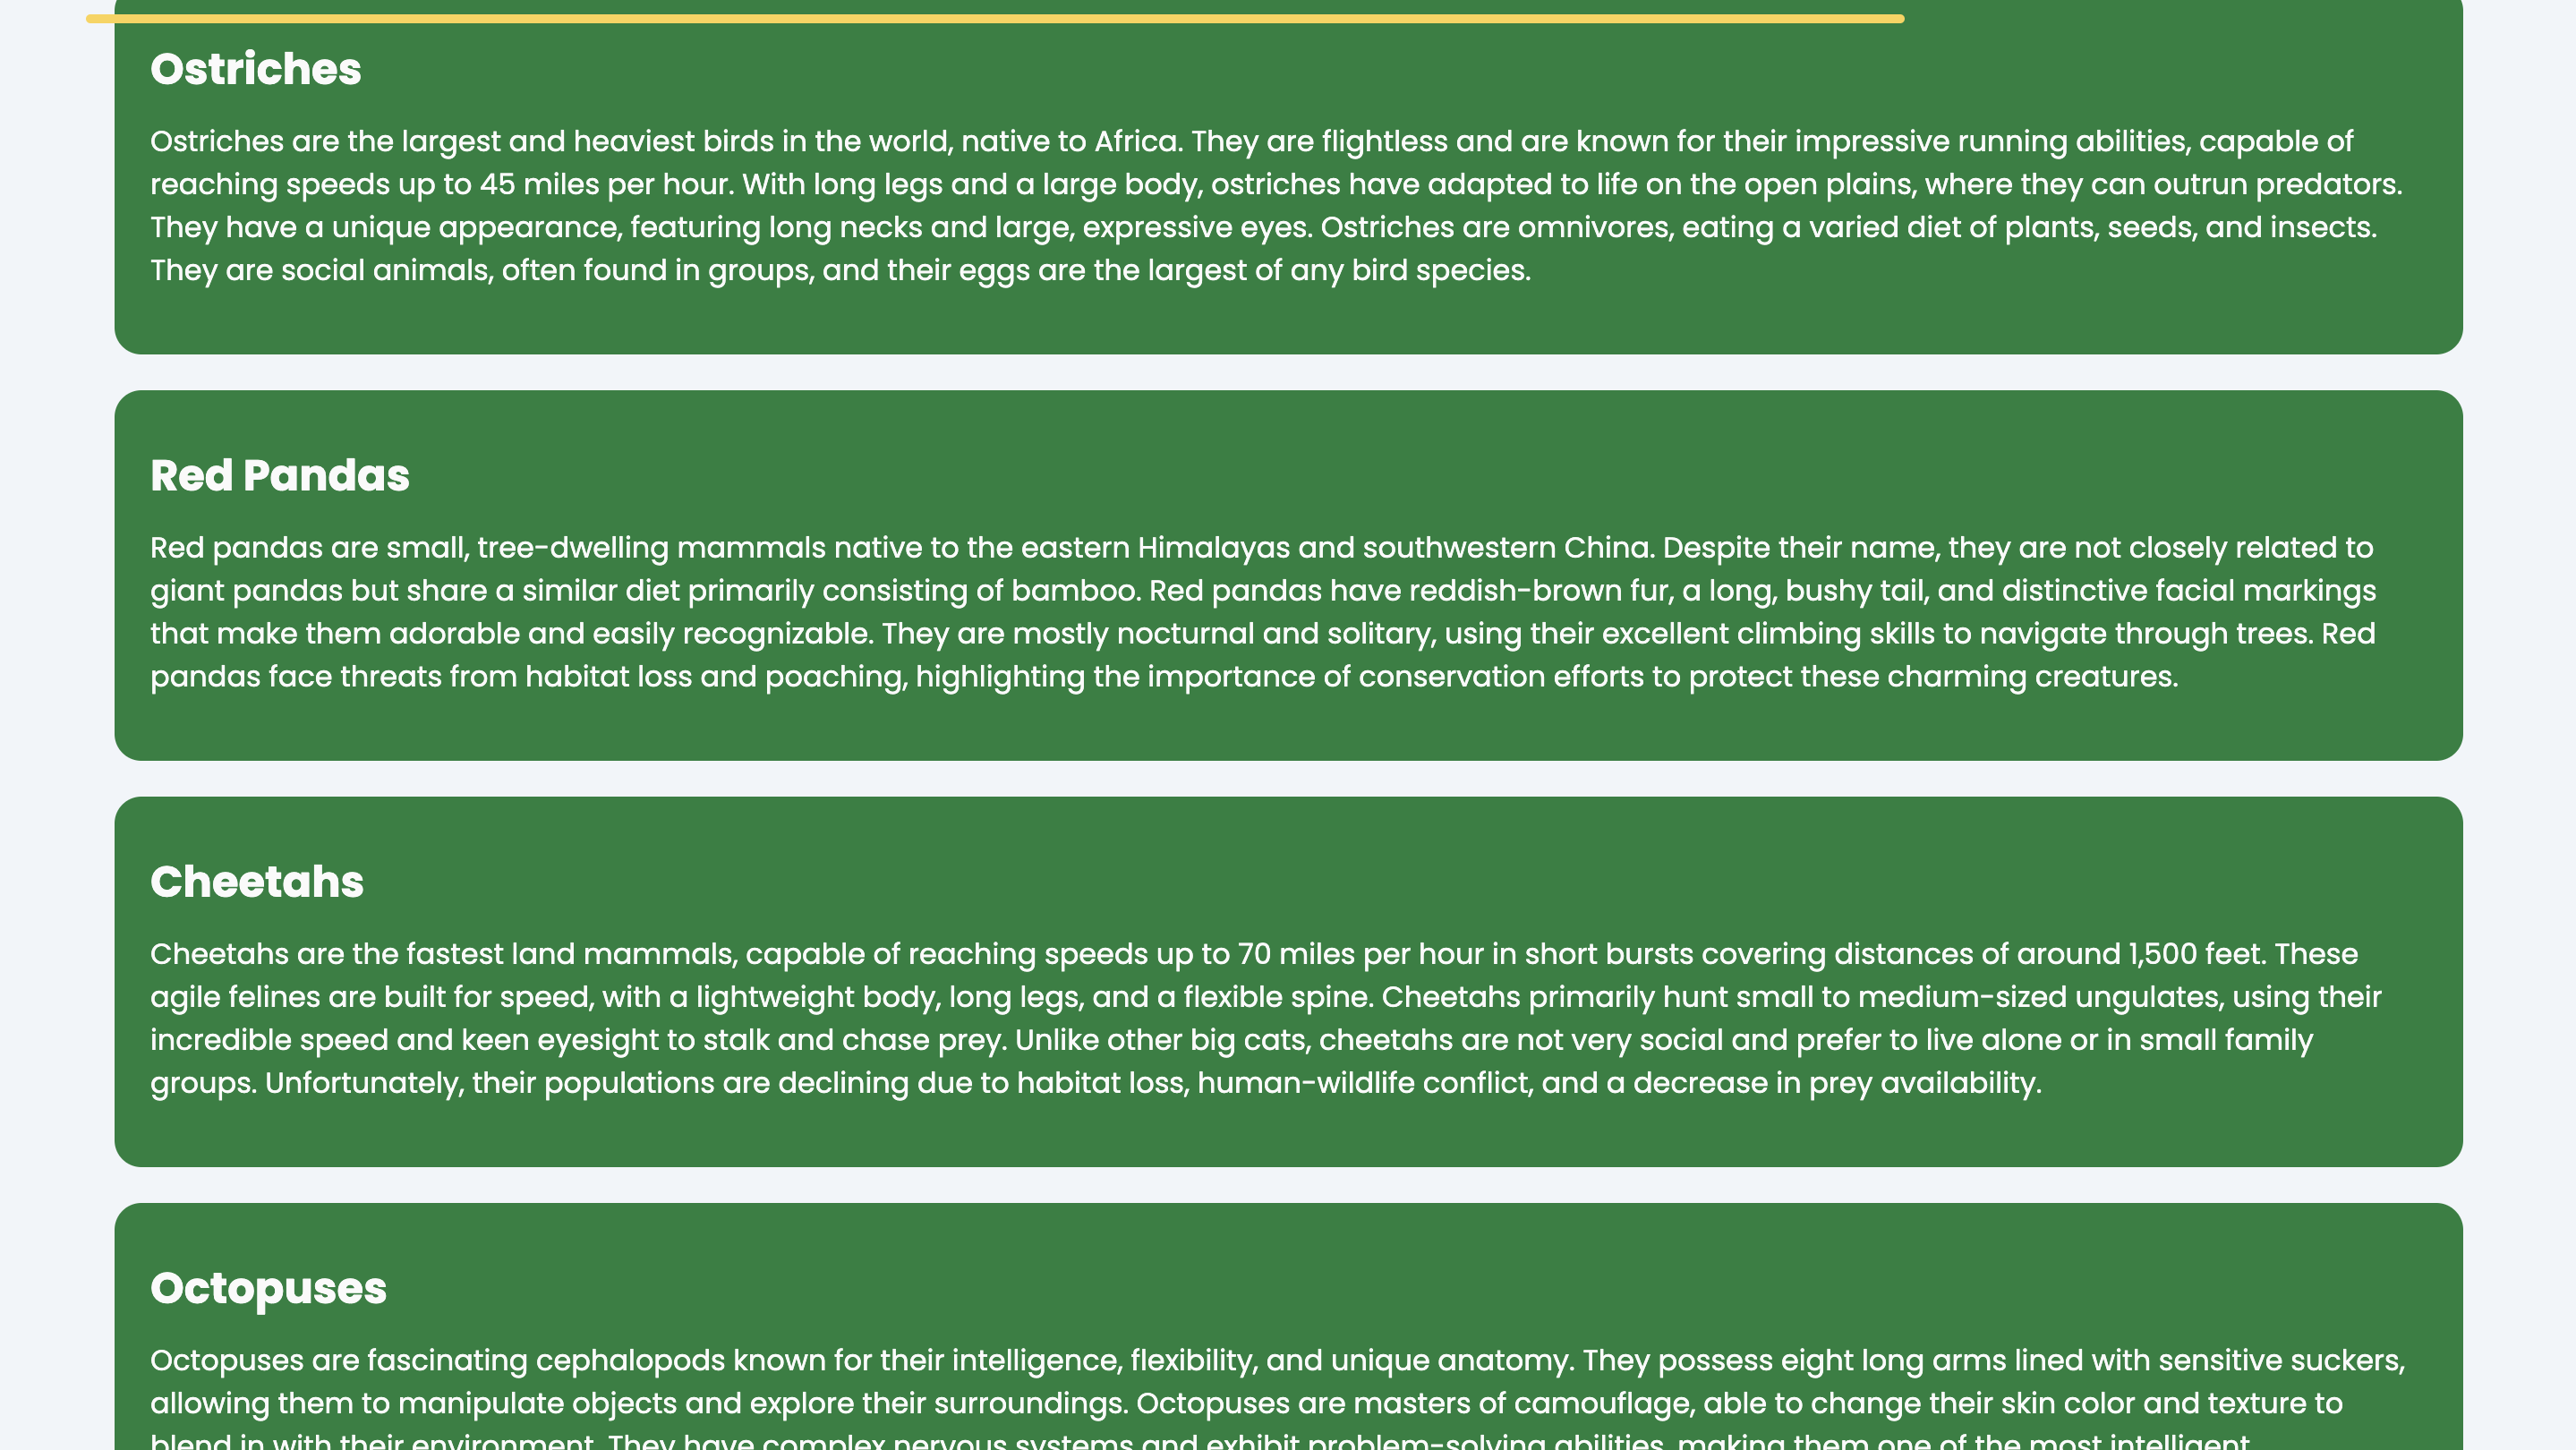 Ostriches
Ostriches are the largest and heaviest birds in the world, native to Africa. They are flightless and are known for their impressive running abilities, capable of
reaching speeds up to 45 miles per hour. With long legs and a large body, ostriches have adapted to life on the open plains, where they can outrun predators.
They have a unique appearance, featuring long necks and large, expressive eyes. Ostriches are omnivores, eating a varied diet of plants, seeds, and insects.
They are social animals, often found in groups, and their eggs are the largest of any bird species.
Red Pandas
Red pandas are small, tree-dwelling mammals native to the eastern Himalayas and southwestern China. Despite their name, they are not closely related to
giant pandas but share a similar diet primarily consisting of bamboo. Red pandas have reddish-brown fur, a long, bushy tail, and distinctive facial markings
that make them adorable and easily recognizable. They are mostly nocturnal and solitary, using their excellent climbing skills to navigate through trees. Red
pandas face threats from habitat loss and poaching, highlighting the importance of conservation efforts to protect these charming creatures.
Cheetahs
Cheetahs are the fastest land mammals, capable of reaching speeds up to 70 miles per hour in short bursts covering distances of around 1,500 feet. These
agile felines are built for speed, with a lightweight body, long legs, and a flexible spine. Cheetahs primarily hunt small to medium-sized ungulates, using their
incredible speed and keen eyesight to stalk and chase prey. Unlike other big cats, cheetahs are not very social and prefer to live alone or in small family
groups. Unfortunately, their populations are declining due to habitat loss, human-wildlife conflict, and a decrease in prey availability.
Octopuses
Octopuses are fascinating cephalopods known for their intelligence, flexibility, and unique anatomy. They possess eight long arms lined with sensitive suckers,
allowing them to manipulate objects and explore their surroundings. Octopuses are masters of camouflage, able to change their skin color and texture to
blend in with their environment. They have complex nervous systems and exhibit problem-solving abilities, making them one of the most intelligent